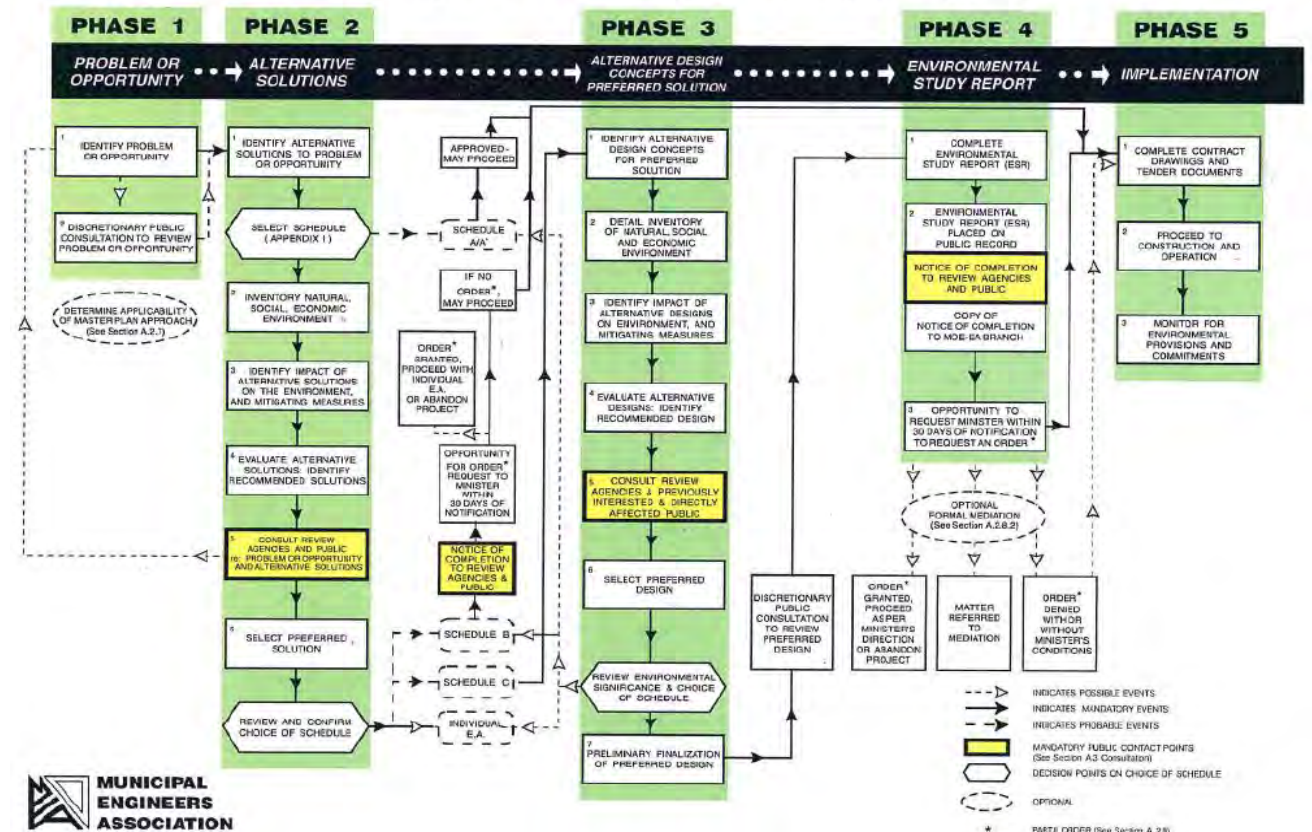 PHASE 1
PROBLEM OR
OPPORTUNITY
1
IDENTIFY PROBLEM
OR OPPORTUNITY
DISCRETIONARY PUBLIC
CONSULTATION TO REVIEW
PROBLEM OR OPPORTUNITY
DETERMINE APPLICABILITY
OF MASTER PLAN APPROACH
(See Section A.2.7)
PHASE 2
ALTERNATIVE
SOLUTIONS
1
IDENTIFY ALTERNATIVE
SOLUTIONS TO PROBLEM
OR OPPORTUNITY
SELECT SCHEDULE
(APPENDIX I)
2
INVENTORY NATURAL,
SOCIAL, ECONOMIC
ENVIRONMENT
3
IDENTIFY IMPACT OF
ALTERNATIVE SOLUTIONS
ON THE ENVIRONMENT,
AND MITIGATING MEASURES
4
EVALUATE ALTERNATIVE
SOLUTIONS: IDENTIFY
RECOMMENDED SOLUTIONS
5
CONSULT REVIEW
AGENCIES AND PUBLIC
re: PROBLEM OR OPPORTUNITY
AND ALTERNATIVE SOLUTIONS
SELECT PREFERRED
SOLUTION
REVIEW AND CONFIRM
CHOICE OF SCHEDULE
APPROVED-
MAY PROCEED
SCHEDULE
A/A+
IF NO
ORDER*,
MAY PROCEED
ORDER*
GRANTED,
PROCEED WITH
INDIVIDUAL
E.A.
OR ABANDON
PROJECT
OPPORTUNITY
FOR ORDER*
REQUEST TO
MINISTER
WITHIN
30 DAYS OF
NOTIFICATION
NOTICE OF
COMPLETION
TO REVIEW
AGENCIES &
PUBLIC
SCHEDULE B
SCHEDULE C
INDIVIDUAL
E.A.
PHASE 3
ALTERNATIVE DESIGN
CONCEPTS FOR
PREFERRED SOLUTION
1
IDENTIFY ALTERNATIVE
DESIGN CONCEPTS
FOR PREFERRED
SOLUTION
2
DETAIL INVENTORY
OF NATURAL, SOCIAL
AND ECONOMIC
ENVIRONMENT
3
IDENTIFY IMPACT OF
ALTERNATIVE DESIGNS
ON ENVIRONMENT, AND
MITIGATING MEASURES
4
EVALUATE ALTERNATIVE
DESIGNS: IDENTIFY
RECOMMENDED DESIGN
5
CONSULT REVIEW
AGENCIES & PREVIOUSLY
INTERESTED & DIRECTLY
AFFECTED PUBLIC
6
SELECT PREFERRED
DESIGN
REVIEW ENVIRONMENTAL
SIGNIFICANCE & CHOICE
OF SCHEDULE
7
PRELIMINARY FINALIZATION
OF PREFERRED DESIGN
DISCRETIONARY
PUBLIC
CONSULTATION
TO REVIEW
PREFERRED
DESIGN
PHASE 4
ENVIRONMENTAL
STUDY REPORT
1
COMPLETE
ENVIRONMENTAL
STUDY REPORT (ESR)
2
ENVIRONMENTAL
STUDY REPORT (ESR)
PLACED ON
PUBLIC RECORD
NOTICE OF COMPLETION
TO REVIEW AGENCIES
AND PUBLIC
COPY OF
NOTICE OF COMPLETION
TO MOE-EA BRANCH
3
OPPORTUNITY TO
REQUEST MINISTER WITHIN
30 DAYS OF NOTIFICATION
TO REQUEST AN ORDER*
OPTIONAL
FORMAL MEDIATION
(See Section A.2.8.2)
ORDER*
GRANTED,
PROCEED
AS PER
MINISTER'S
DIRECTION
OR ABANDON
PROJECT
MATTER
REFERRED
TO
MEDIATION
ORDER*
DENIED
WITH OR
WITHOUT
MINISTER'S
CONDITIONS
PHASE 5
IMPLEMENTATION
1
COMPLETE CONTRACT
DRAWINGS AND
TENDER DOCUMENTS
2
PROCEED TO
CONSTRUCTION AND
OPERATION
3
MONITOR FOR
ENVIRONMENTAL
PROVISIONS AND
COMMITMENTS
INDICATES POSSIBLE EVENTS
INDICATES MANDATORY EVENTS
INDICATES PROBABLE EVENTS
MANDATORY PUBLIC CONTACT POINTS
(See Section A.3 Consultation)
DECISION POINTS ON CHOICE OF SCHEDULE
OPTIONAL
* PART II ORDER (See Section A.2.8)
MUNICIPAL
ENGINEERS
ASSOCIATION